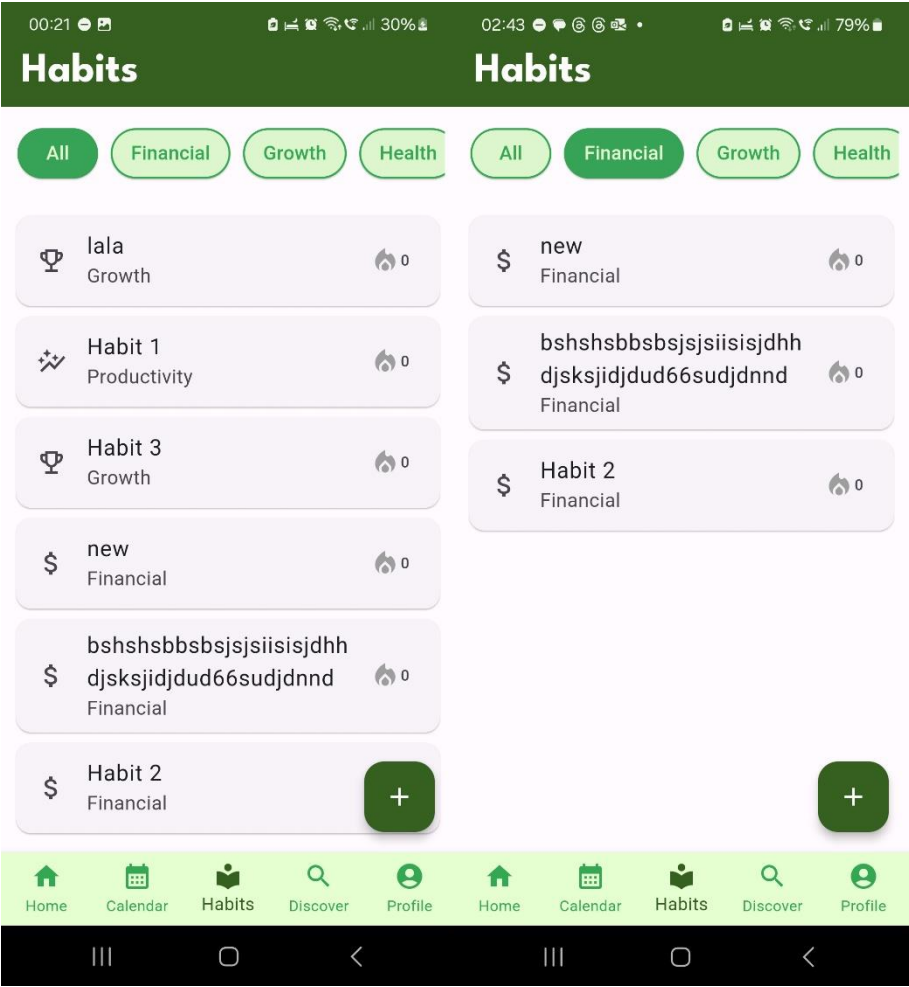 00:21
30%
Habits
All
Financial
Growth
Health
lala
Growth
0
Habit 1
Productivity
0
Habit 3
Growth
0
new
Financial
0
bshshsbbsbsjsjsiisisjdhh
djsksjidjdud66sudjdnnd
Financial
0
Habit 2
Financial
+
Home
Calendar
Habits
Discover
Profile
02:43
79%
Habits
All
Financial
Growth
Health
$ new
Financial
0
$ bshshsbbsbsjsjsiisisjdhh
djsksjidjdud66sudjdnnd
Financial
0
$ Habit 2
Financial
0
+
Home
Calendar
Habits
Discover
Profile